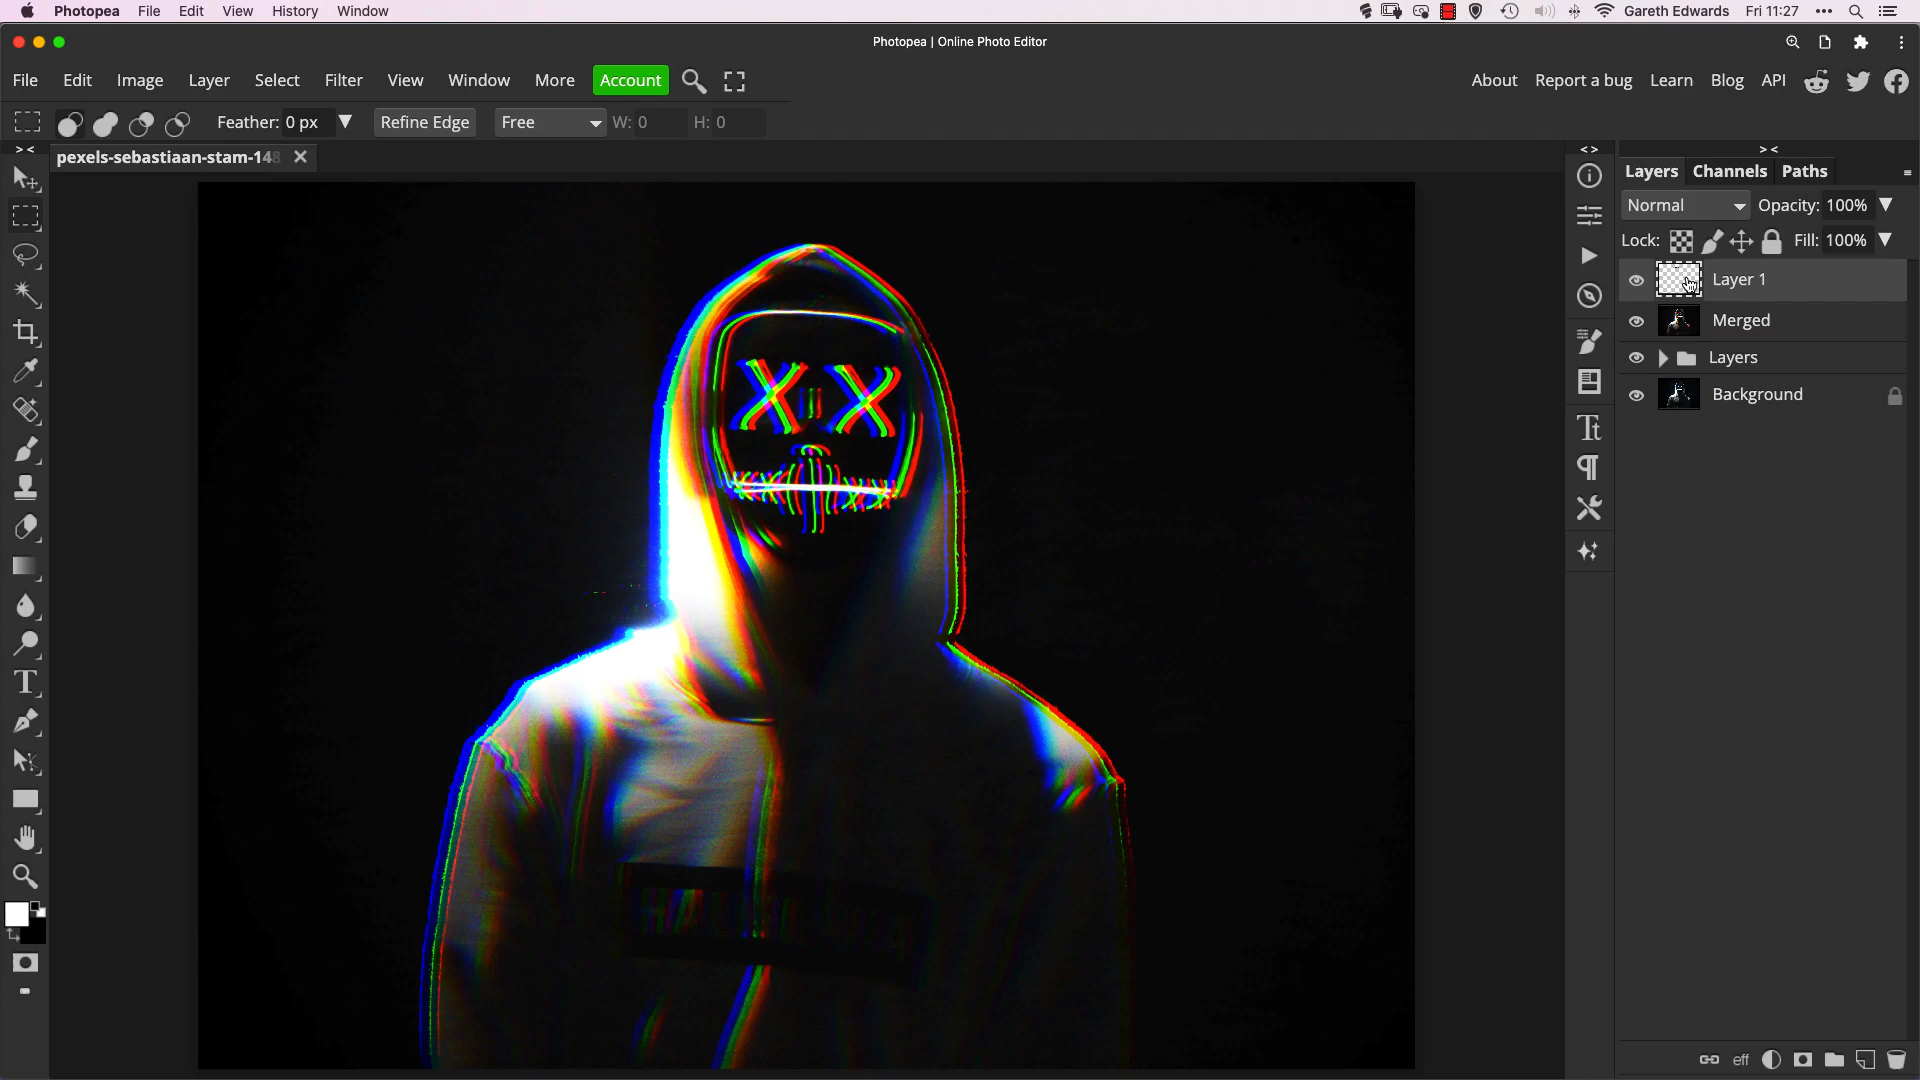 Photopea File Edit View History Window Gareth Edwards Fri 11:27
Photopea | Online Photo Editor
File Edit Image Layer Select Filter View Window More Account About Report a bug Learn Blog API
Feather: 0 px Refine Edge Free W: 0 H: 0
pexels-sebastiaan-stam-148
Layers Channels Paths
Normal Opacity: 100%
Lock: Fill: 100%
Layer 1
Merged
Layers
Background
eff